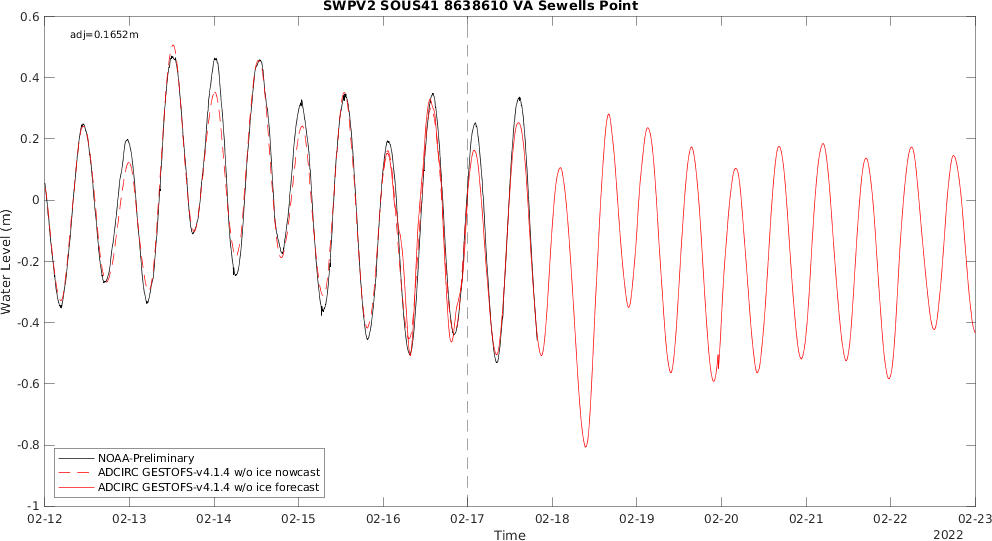 SWPV2 SOUS41 8638610 VA Sewells Point
adj=0.1652m
0.6
0.4
0.2
0
-0.2
-0.4
-0.6
-0.8
-1
Water Level (m)
NOAA-Preliminary
ADCIRC GESTOFS-v4.1.4 w/o ice nowcast
ADCIRC GESTOFS-v4.1.4 w/o ice forecast
02-12 02-13 02-14 02-15 02-16 02-17 02-18 02-19 02-20 02-21 02-22 02-23
Time
2022